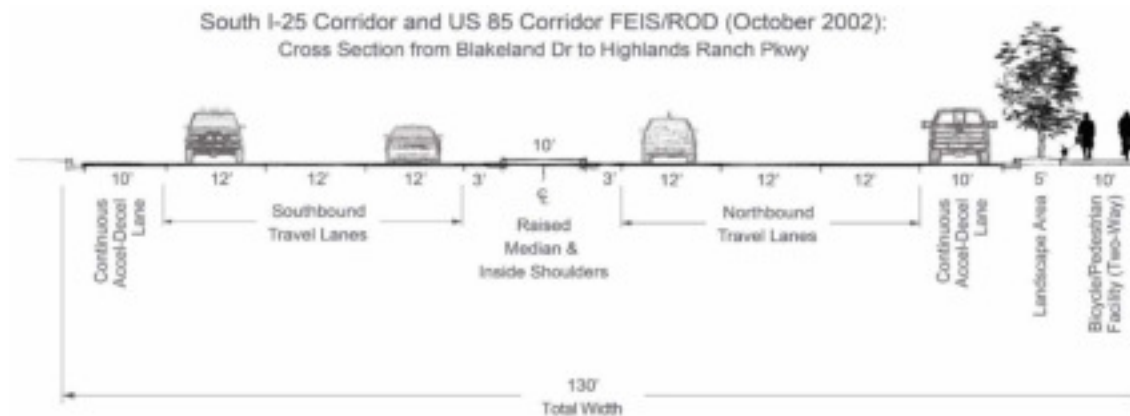 South I-25 Corridor and US 85 Corridor FEIS/ROD (October 2002):
Cross Section from Blakeland Dr to Highlands Ranch Pkwy
10'
10' 12' 12' 12' 3' 3' 12' 12' 12' 10' 5' 10'
℄
Continuous
Accel-Decel
Lane
Southbound
Travel Lanes
Raised
Median &
Inside Shoulders
Northbound
Travel Lanes
Continuous
Accel-Decel
Lane
Landscape Area
Bicycle/Pedestrian
Facility (Two-Way)
130'
Total Width